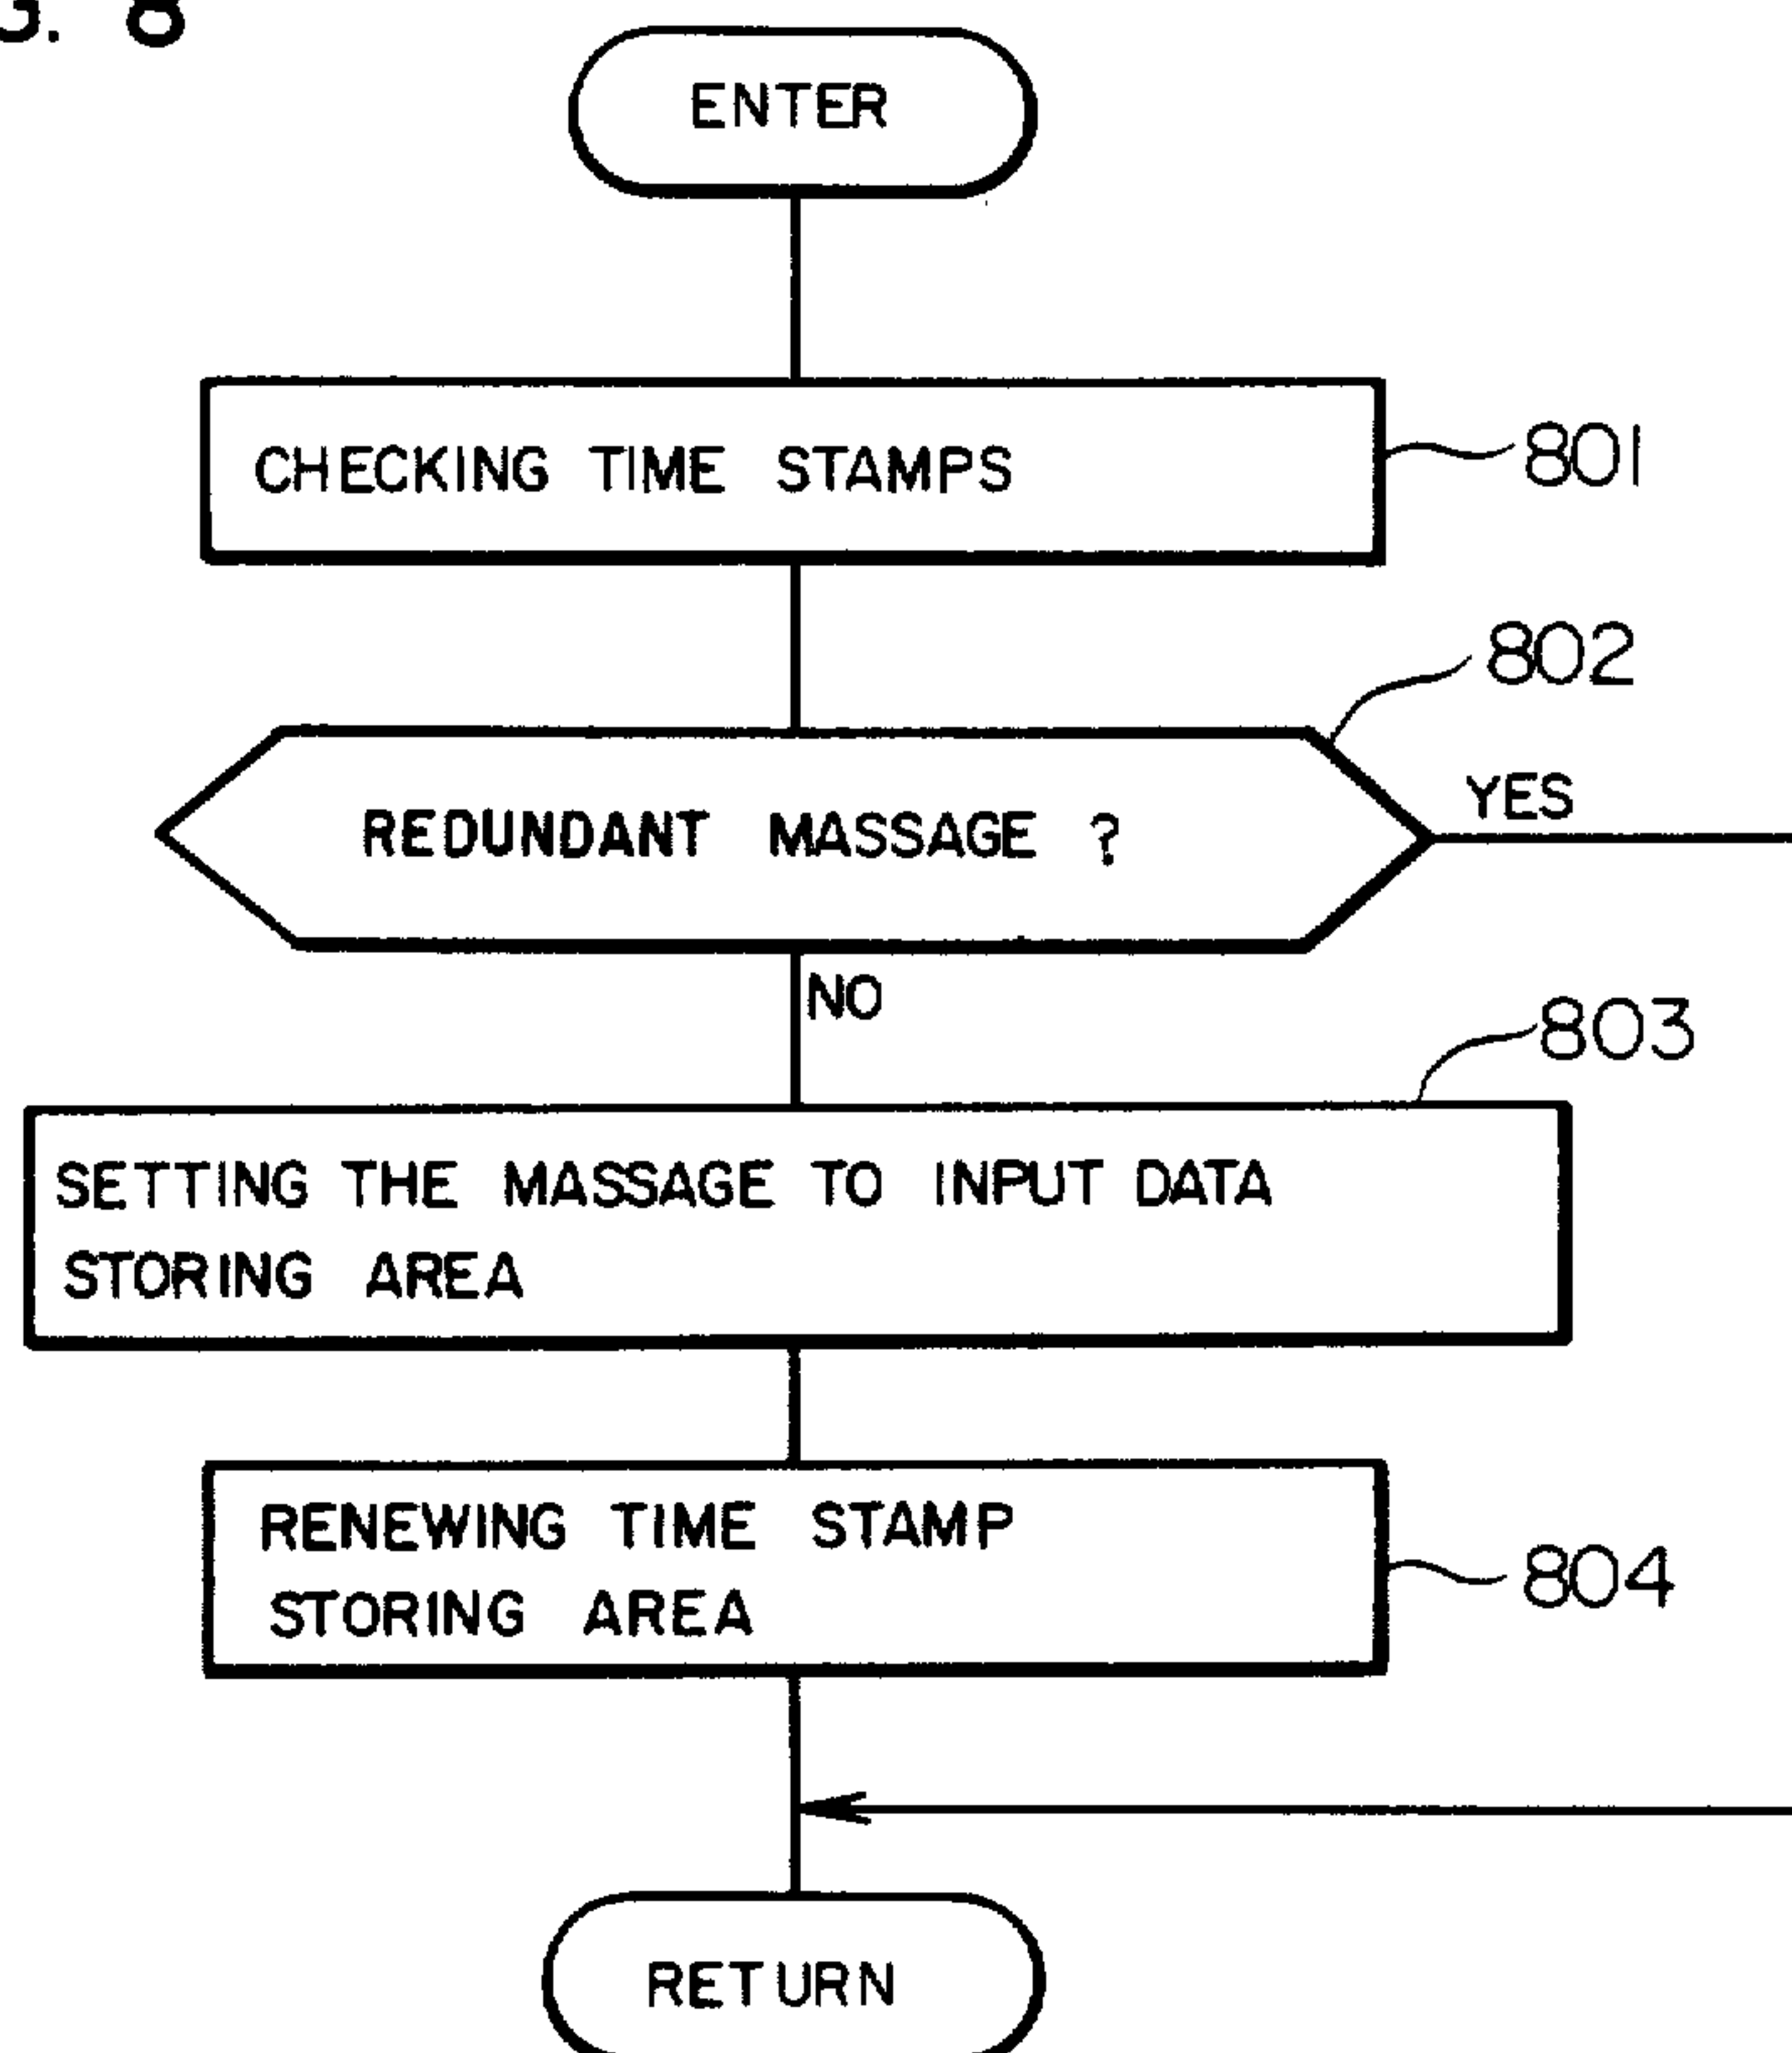 G. 8
ENTER
CHECKING TIME STAMPS
801
802
REDUNDANT MASSAGE ?
YES
NO
803
SETTING THE MASSAGE TO INPUT DATA
STORING AREA
RENEWING TIME STAMP
STORING AREA
804
RETURN